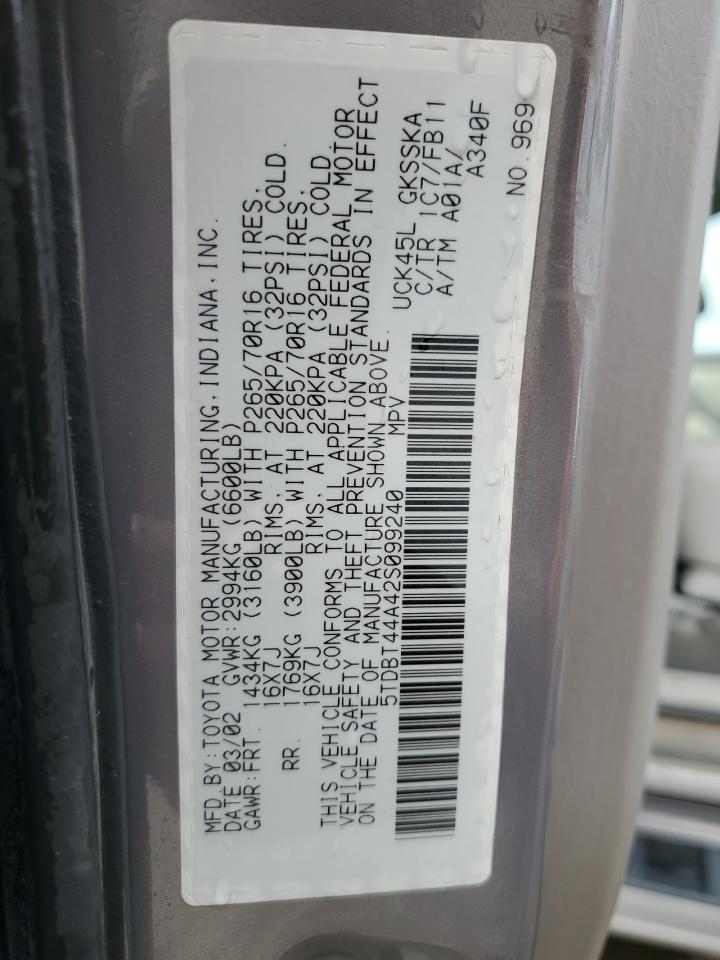 MFD BY:TOYOTA MOTOR MANUFACTURING,INDIANA,INC.
DATE 03/02 GVWR:2994KG (6600LB)
GAWR:FRT. 1434KG (3160LB) WITH P265/70R16 TIRES,
16X7J RIMS, AT 220KPA (32PSI) COLD.
RR. 1769KG (3900LB) WITH P265/70R16 TIRES.
16X7J RIMS, AT 220KPA (32PSI) COLD.
THIS VEHICLE CONFORMS TO ALL APPLICABLE FEDERAL MOTOR
VEHICLE SAFETY AND THEFT PREVENTION STANDARDS IN EFFECT
ON THE DATE OF MANUFACTURE SHOWN ABOVE.
5TDBT44A42S099240 MPV
UCK45L GKSSKA
C/TR 1C7/FB11
A/TM A01A/
A340F
NO.969